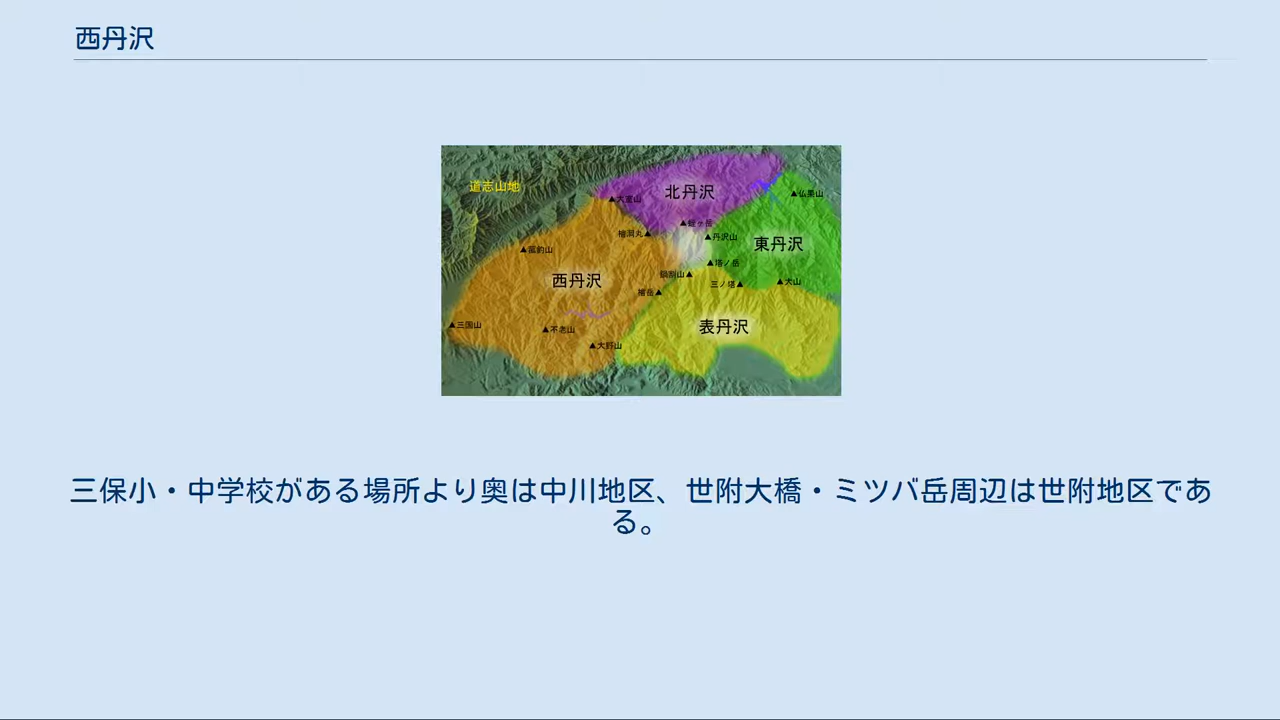 西丹沢
道志山地
北丹沢
▲大室山
▲仏果山
▲蛭ヶ岳
檜洞丸▲
▲丹沢山
東丹沢
▲菰釣山
▲塔ノ岳
鍋割山▲
西丹沢
三ノ塔▲
▲大山
檜岳▲
▲三国山
▲不老山
表丹沢
▲大野山
三保小・中学校がある場所より奥は中川地区、世附大橋・ミツバ岳周辺は世附地区であ
る。